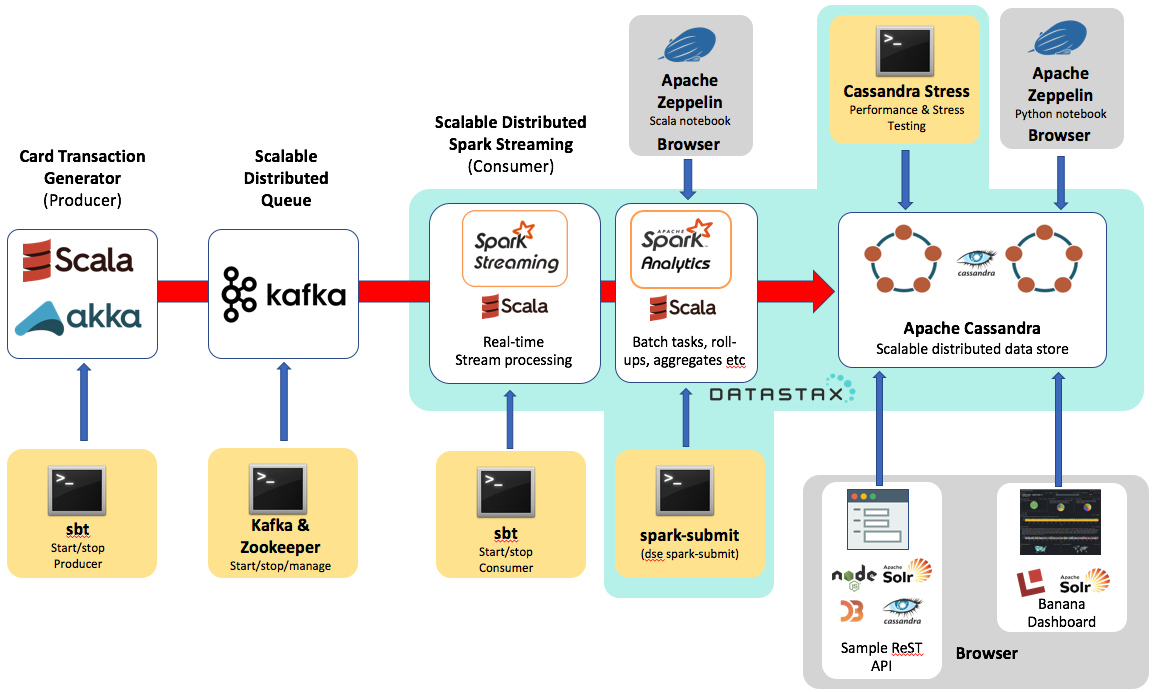 Apache
Zeppelin
Scala notebook
Browser
>_
Cassandra Stress
Performance & Stress
Testing
Apache
Zeppelin
Python notebook
Browser
Card Transaction
Generator
(Producer)
Scalable
Distributed
Queue
Scalable Distributed
Spark Streaming
(Consumer)
Scala
akka
kafka
Spark
Streaming
Scala
Real-time
Stream processing
APACHE
Spark
Analytics
Scala
Batch tasks, roll-
ups, aggregates etc
cassandra
Apache Cassandra
Scalable distributed data store
DATASTAX
>_
sbt
Start/stop
Producer
>_
Kafka &
Zookeeper
Start/stop/manage
>_
sbt
Start/stop
Consumer
>_
spark-submit
(dse spark-submit)
node
JS
Apache
Solr
D3
cassandra
Sample ReST
API
Apache
Solr
Banana
Dashboard
Browser